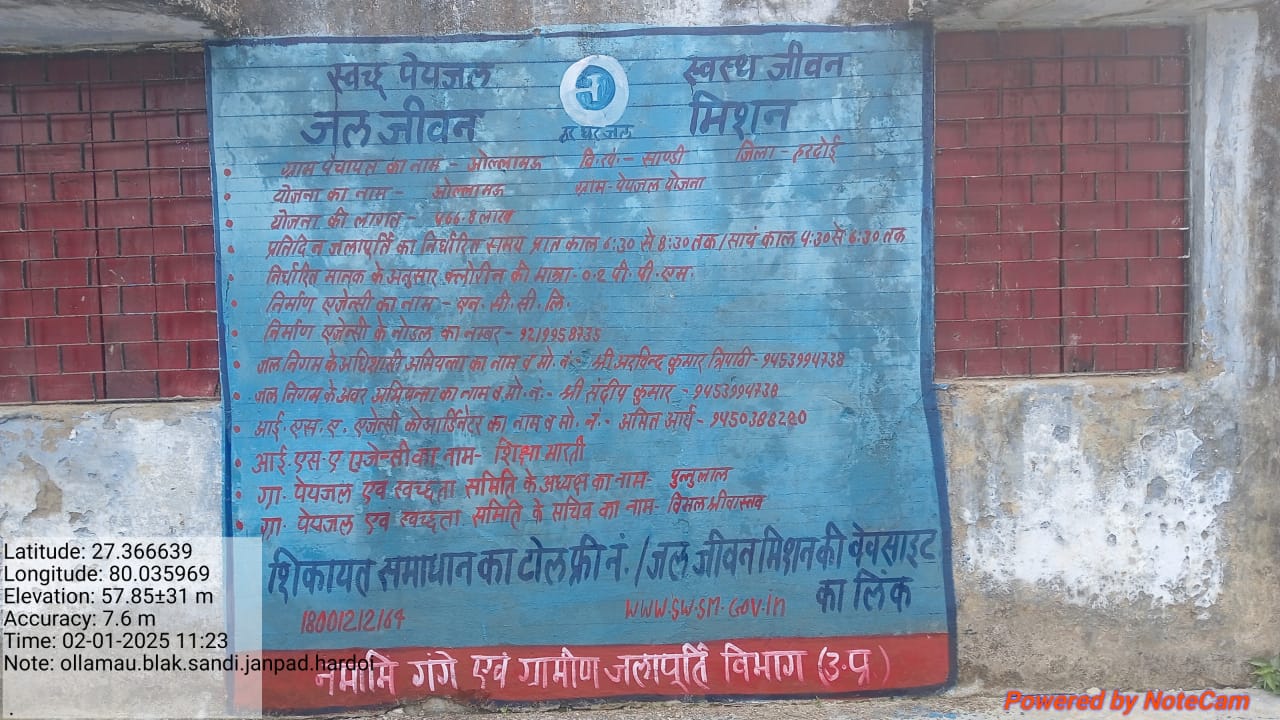 स्वच्छ पेयजल स्वस्थ जीवन
जल जीवन मिशन
हर घर जल
ग्राम पंचायत का नाम - ओल्लामऊ वि.खं.- साण्डी जिला - हरदोई
योजना का नाम - ओल्लामऊ ग्राम-पेयजल योजना
योजना की लागत- 466.8 लाख
प्रतिदिन जलापूर्ति का निर्धारित समय प्रात काल 6:30 से 8:30 तक/सायं काल 4:30 से 6:30 तक
निर्धारित मानक के अनुसार क्लोरीन की मात्रा- 0.2 पी. पी. एम.
निर्माण एजेन्सी का नाम - एन. सी. सी. लि.
निर्माण एजेन्सी के नोडल का नम्बर - 9219958735
जल निगम के अधिशासी अभियन्ता का नाम व मो. नं.- श्री अरविन्द कुमार त्रिपाठी - 9453994738
जल निगम के अवर अभियन्ता का नाम व मो. नं.- श्री संदीय कुमार - 9453994738
आई. एस. ए. एजेन्सी कोआर्डिनेटर का नाम व मो. नं.- अमित आर्य - 9450388220
आई.एस-ए एजेन्सी का नाम- शिक्षा भारती
ग्रा. पेयजल एवं स्वच्छता समिति के अध्यक्ष का नाम- पुन्नुलाल
ग्रा. पेयजल एवं स्वच्छता समिति के सचिव का नाम- विमल श्रीवास्तव
शिकायत समाधान का टोल फ्री नं./जल जीवन मिशन की वेवसाइट
का लिंक
18001212164 WWW.SW.SM.GOV.in
नमामि गंगे एवं ग्रामीण जलापूर्ति विभाग (उ.प्र.)
Latitude: 27.366639
Longitude: 80.035969
Elevation: 57.85±31 m
Accuracy: 7.6 m
Time: 02-01-2025 11:23
Note: ollamau.blak.sandi.janpad.hardoi
.
Powered by NoteCam